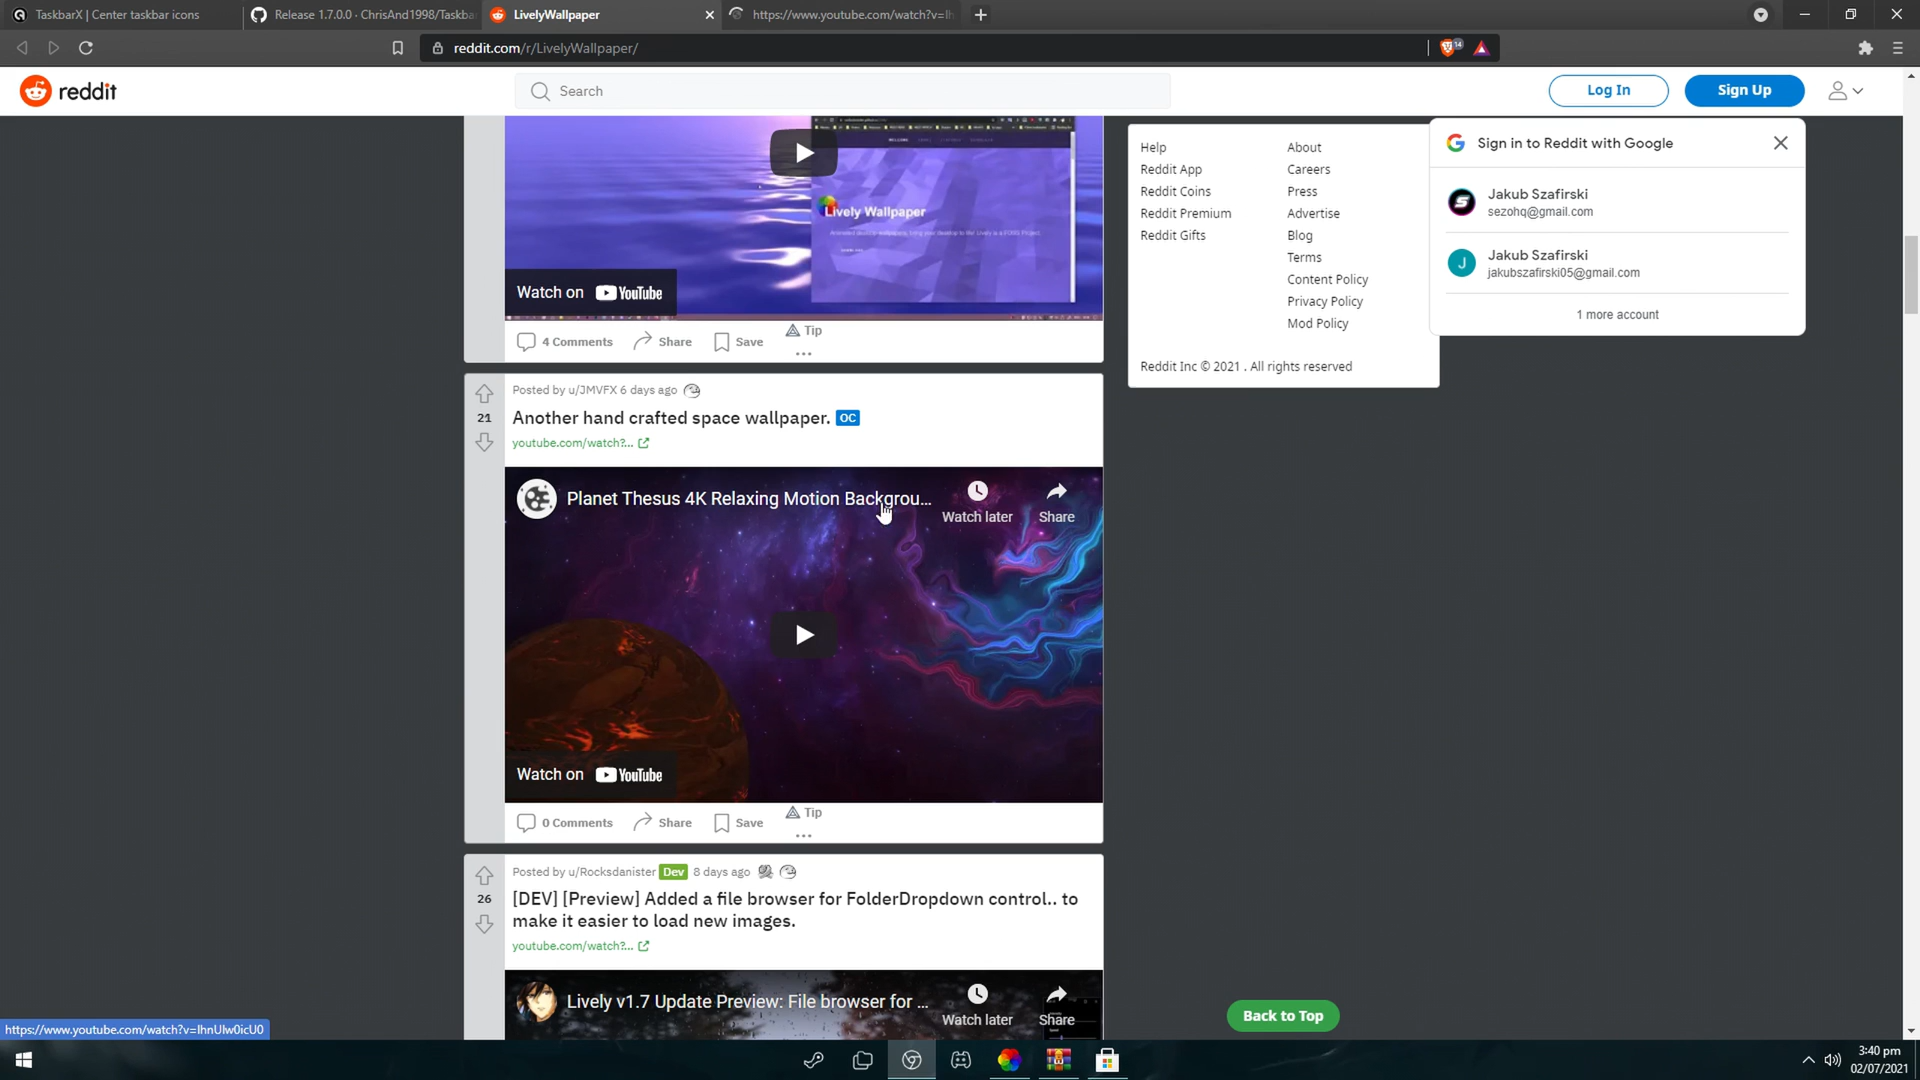 TaskbarX | Center taskbar icons
Release 1.7.0.0 · ChrisAnd1998/Taskba
LivelyWallpaper
https://www.youtube.com/watch?v=Ih
reddit.com/r/LivelyWallpaper/
14
reddit
Search
Log In
Sign Up
WELCOME
Lively Wallpaper
Watch on YouTube
4 Comments
Share
Save
Tip
Posted by u/JMVFX 6 days ago
21
Another hand crafted space wallpaper. OC
youtube.com/watch?...
Planet Thesus 4K Relaxing Motion Backgrou...
Watch later
Share
Watch on YouTube
0 Comments
Share
Save
Tip
Posted by u/Rocksdanister Dev 8 days ago
26
[DEV] [Preview] Added a file browser for FolderDropdown control.. to
make it easier to load new images.
youtube.com/watch?...
Lively v1.7 Update Preview: File browser for ...
Watch later
Share
Help
Reddit App
Reddit Coins
Reddit Premium
Reddit Gifts
About
Careers
Press
Advertise
Blog
Terms
Content Policy
Privacy Policy
Mod Policy
Reddit Inc © 2021 . All rights reserved
Sign in to Reddit with Google
Jakub Szafirski
sezohq@gmail.com
J
Jakub Szafirski
jakubszafirski05@gmail.com
1 more account
Back to Top
https://www.youtube.com/watch?v=IhnUIw0icU0
3:40 pm
02/07/2021